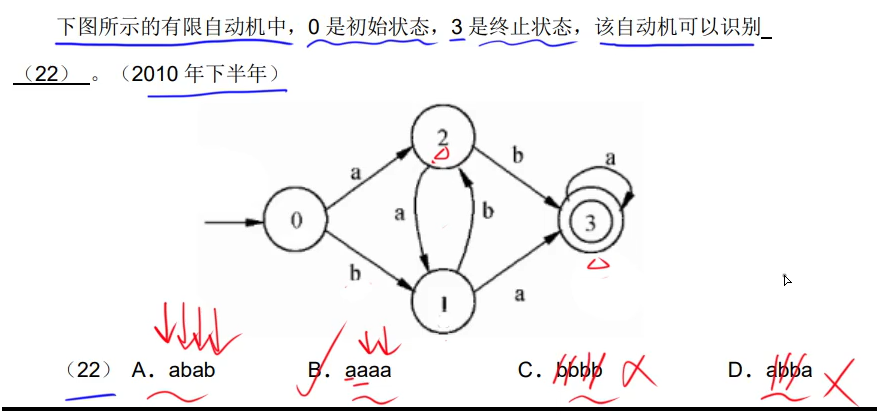 下图所示的有限自动机中，0 是初始状态，3 是终止状态，该自动机可以识别
（22） 。（2010 年下半年）
2
b
a
a
0
a
b
3
b
1
a
（22） A．abab B．aaaa C．bbbb D．abba